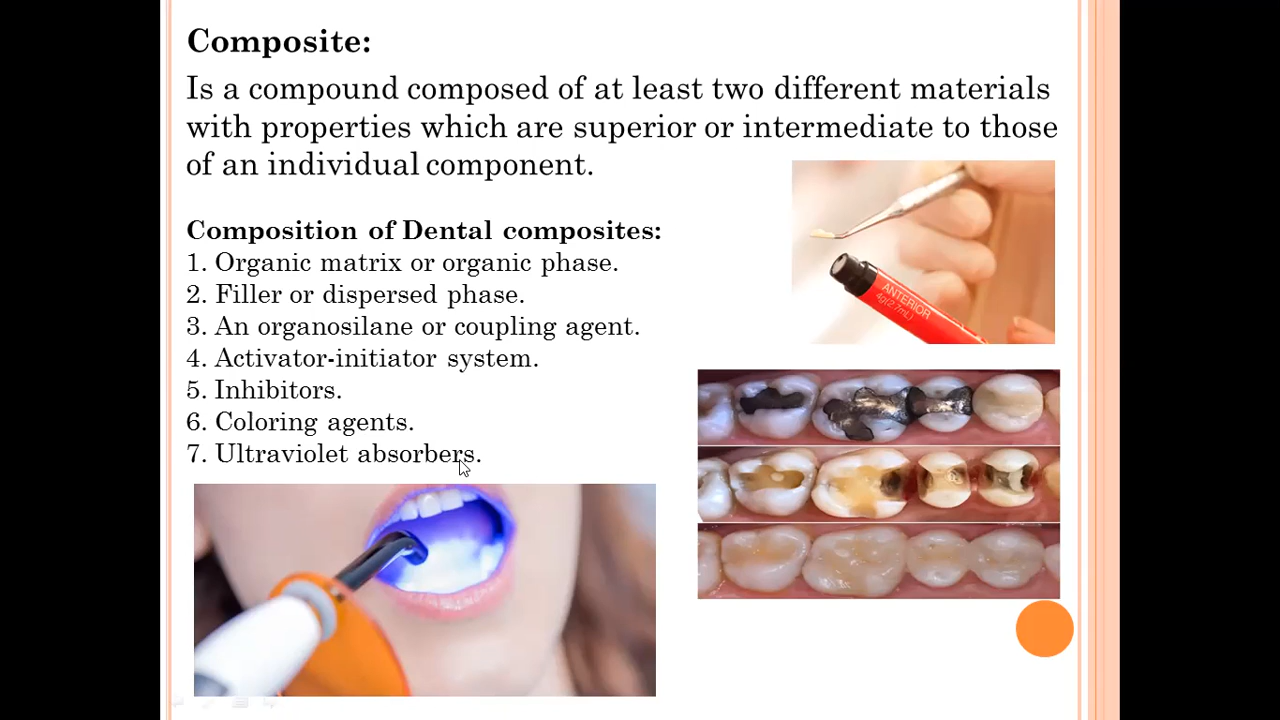 Composite:
Is a compound composed of at least two different materials
with properties which are superior or intermediate to those
of an individual component.
Composition of Dental composites:
1. Organic matrix or organic phase.
2. Filler or dispersed phase.
3. An organosilane or coupling agent.
4. Activator-initiator system.
5. Inhibitors.
6. Coloring agents.
7. Ultraviolet absorbers.
ANTERIOR
4g(2.7mL)